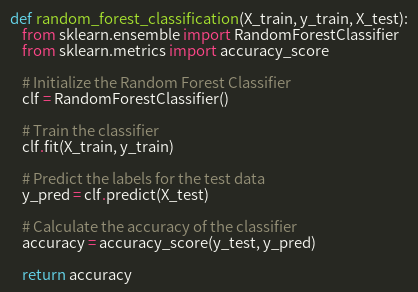 def random_forest_classification(X_train, y_train, X_test):
from sklearn.ensemble import RandomForestClassifier
from sklearn.metrics import accuracy_score
# Initialize the Random Forest Classifier
clf = RandomForestClassifier()
# Train the classifier
clf.fit(X_train, y_train)
# Predict the labels for the test data
y_pred = clf.predict(X_test)
# Calculate the accuracy of the classifier
accuracy = accuracy_score(y_test, y_pred)
return accuracy